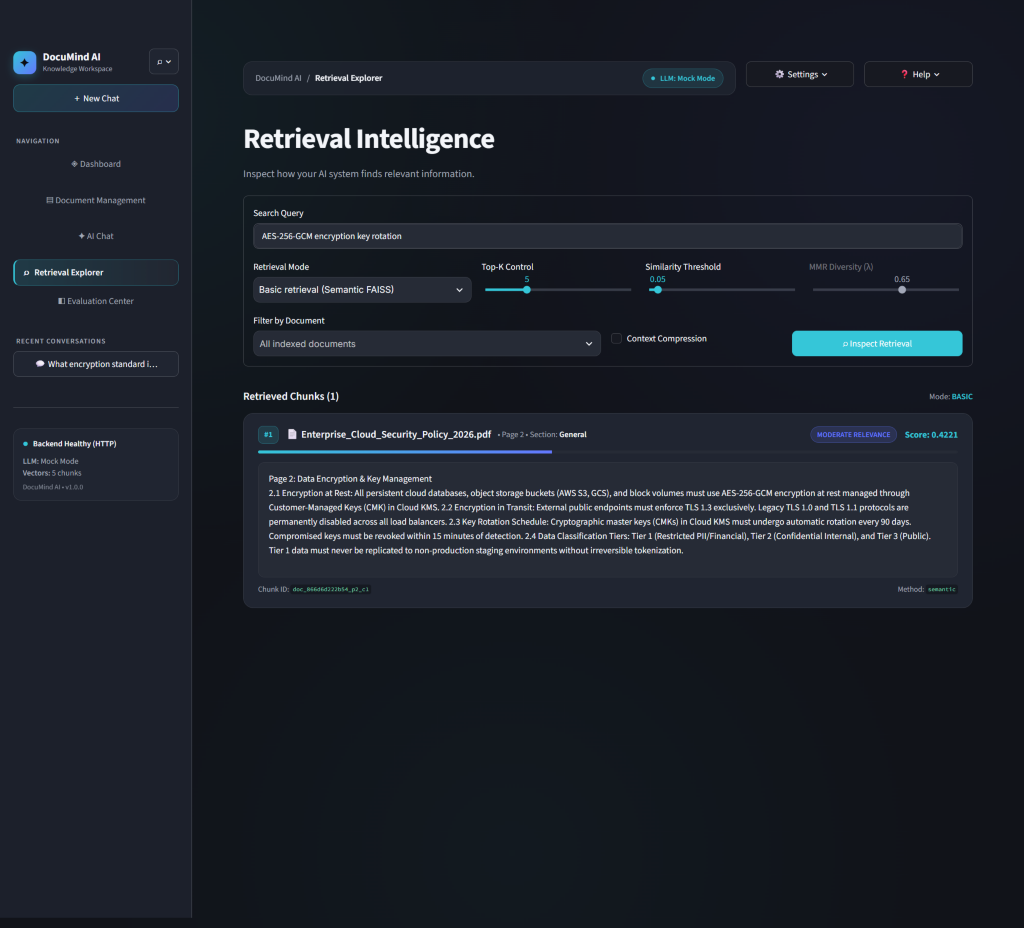 DocuMind AI
Knowledge Workspace
+ New Chat
NAVIGATION
Dashboard
Document Management
AI Chat
Retrieval Explorer
Evaluation Center
RECENT CONVERSATIONS
What encryption standard i...
Backend Healthy (HTTP)
LLM: Mock Mode
Vectors: 5 chunks
DocuMind AI • v1.0.0
DocuMind AI / Retrieval Explorer
LLM: Mock Mode
Settings
Help
Retrieval Intelligence
Inspect how your AI system finds relevant information.
Search Query
AES-256-GCM encryption key rotation
Retrieval Mode
Basic retrieval (Semantic FAISS)
Top-K Control
5
Similarity Threshold
0.05
MMR Diversity (λ)
0.65
Filter by Document
All indexed documents
Context Compression
Inspect Retrieval
Retrieved Chunks (1)
Mode: BASIC
#1
Enterprise_Cloud_Security_Policy_2026.pdf • Page 2 • Section: General
MODERATE RELEVANCE
Score: 0.4221
Page 2: Data Encryption & Key Management
2.1 Encryption at Rest: All persistent cloud databases, object storage buckets (AWS S3, GCS), and block volumes must use AES-256-GCM encryption at rest managed through
Customer-Managed Keys (CMK) in Cloud KMS. 2.2 Encryption in Transit: External public endpoints must enforce TLS 1.3 exclusively. Legacy TLS 1.0 and TLS 1.1 protocols are
permanently disabled across all load balancers. 2.3 Key Rotation Schedule: Cryptographic master keys (CMKs) in Cloud KMS must undergo automatic rotation every 90 days.
Compromised keys must be revoked within 15 minutes of detection. 2.4 Data Classification Tiers: Tier 1 (Restricted PII/Financial), Tier 2 (Confidential Internal), and Tier 3 (Public).
Tier 1 data must never be replicated to non-production staging environments without irreversible tokenization.
Chunk ID: doc_866d6d222b54_p2_c1
Method: semantic